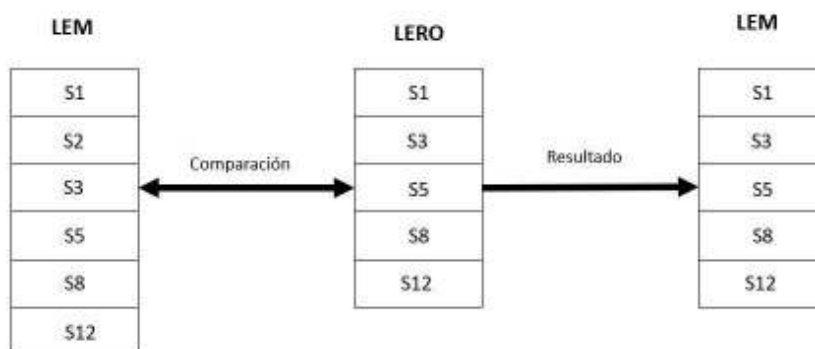 LEM
S1
S2
S3
S5
S8
S12
Comparación
LERO
S1
S3
S5
S8
S12
Resultado
LEM
S1
S3
S5
S8
S12